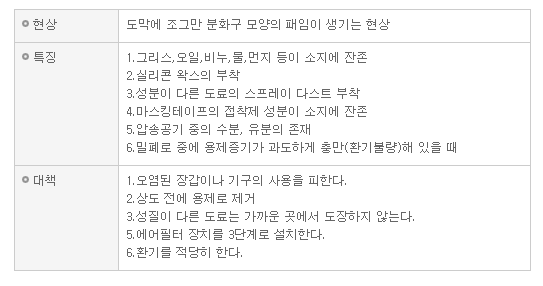 현상
도막에 조그만 분화구 모양의 패임이 생기는 현상
특징
1.그리스,오일,비누,물,먼지 등이 소지에 잔존
2.실리콘 왁스의 부착
3.성분이 다른 도료의 스프레이 다스트 부착
4.마스킹테이프의 접착제 성분이 소지에 잔존
5.압송공기 중의 수분, 유분의 존재
6.밀폐로 중에 용제증기가 과도하게 충만(환기불량)해 있을 때
대책
1.오염된 장갑이나 기구의 사용을 피한다.
2.상도 전에 용제로 제거
3.성질이 다른 도료는 가까운 곳에서 도장하지 않는다.
5.에어필터 장치를 3단계로 설치한다.
6.환기를 적당히 한다.